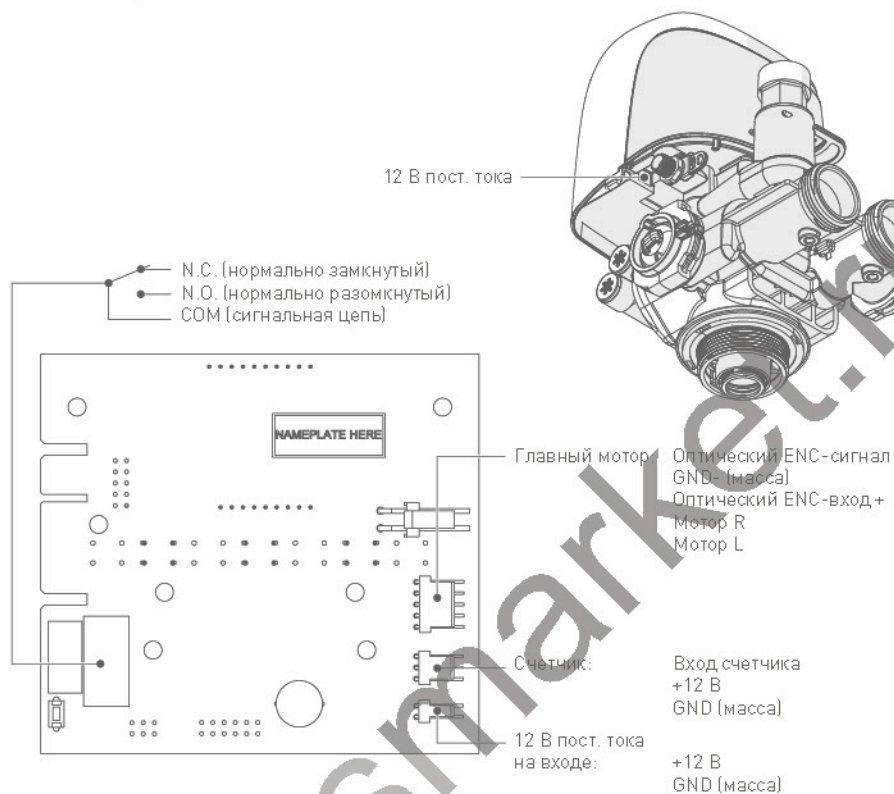 12 В пост. тока
N.C. (нормально замкнутый)
N.O. (нормально разомкнутый)
COM (сигнальная цепь)
NAMEPLATE HERE
Главный мотор: Оптический ENC-сигнал
GND- (масса)
Оптический ENC-вход+
Мотор R
Мотор L
Счетчик: Вход счетчика
+12 В
GND (масса)
12 В пост. тока
на входе: +12 В
GND (масса)